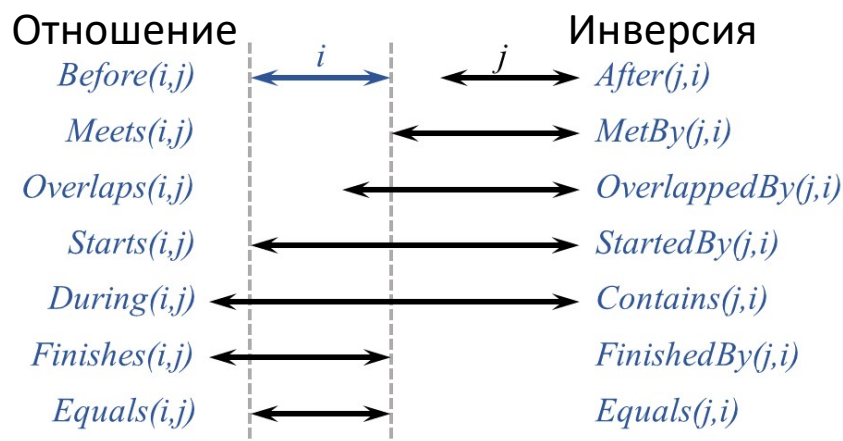 Отношение Инверсия
Before(i,j) i j After(j,i)
Meets(i,j) MetBy(j,i)
Overlaps(i,j) OverlappedBy(j,i)
Starts(i,j) StartedBy(j,i)
During(i,j) Contains(j,i)
Finishes(i,j) FinishedBy(j,i)
Equals(i,j) Equals(j,i)